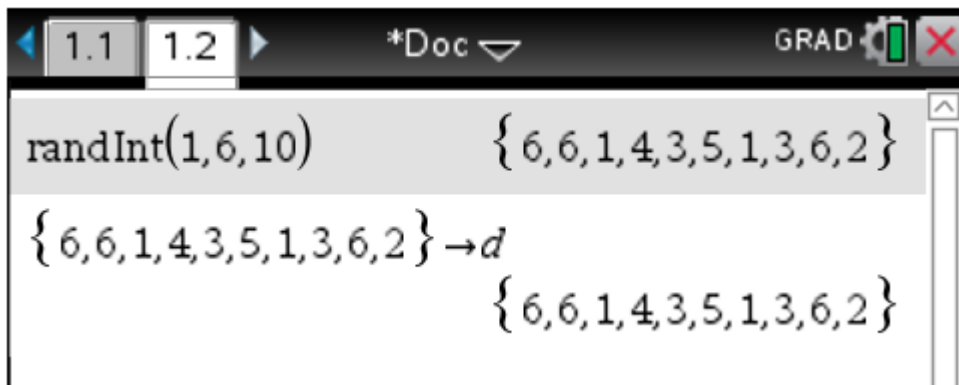 1.1 1.2 *Doc GRAD
randInt(1,6,10) {6,6,1,4,3,5,1,3,6,2}
{6,6,1,4,3,5,1,3,6,2}→d
{6,6,1,4,3,5,1,3,6,2}